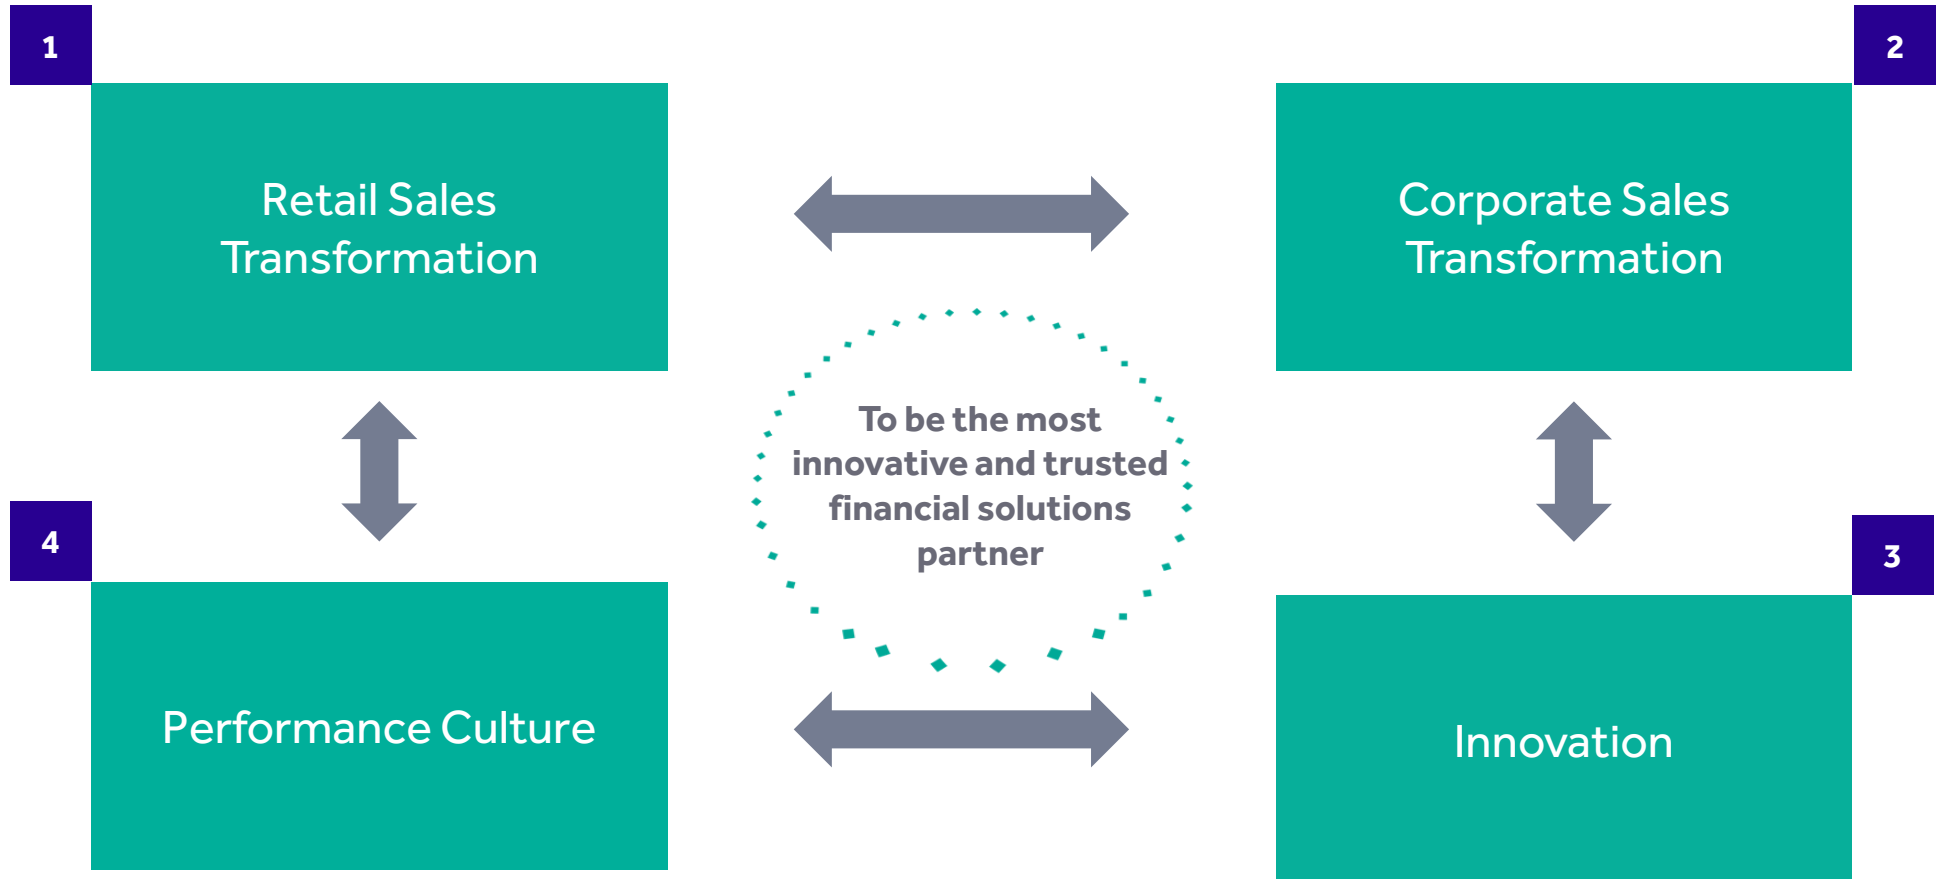 1
Retail Sales
Transformation
2
Corporate Sales
Transformation
To be the most
innovative and trusted
financial solutions
partner
4
Performance Culture
3
Innovation